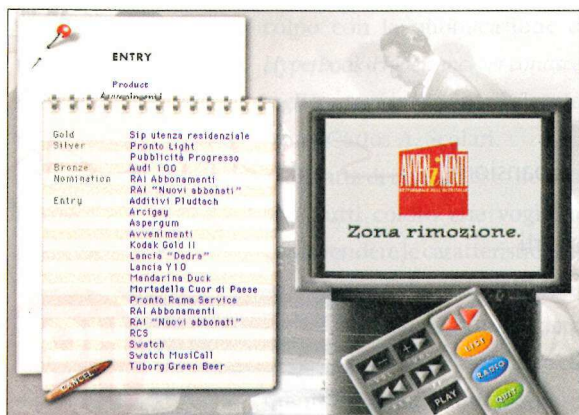 ENTRY
Product
Avvenimenti
Gold Sip utenza residenziale
Silver Pronto Light
Pubblicità Progresso
Bronze Audi 100
Nomination RAI Abbonamenti
RAI "Nuovi abbonati"
Entry Additivi Pludtach
Arcigay
Aspergum
Avvenimenti
Kodak Gold II
Lancia "Dedra"
Lancia Y10
Mandarina Duck
Mortadella Cuor di Paese
Pronto Rama Service
RAI Abbonamenti
RAI "Nuovi abbonati"
RCS
Swatch
Swatch MusiCall
Tuborg Green Beer
CANCEL
AVVENIMENTI
Zona rimozione.
LIST
RADIO
PLAY
QUIT